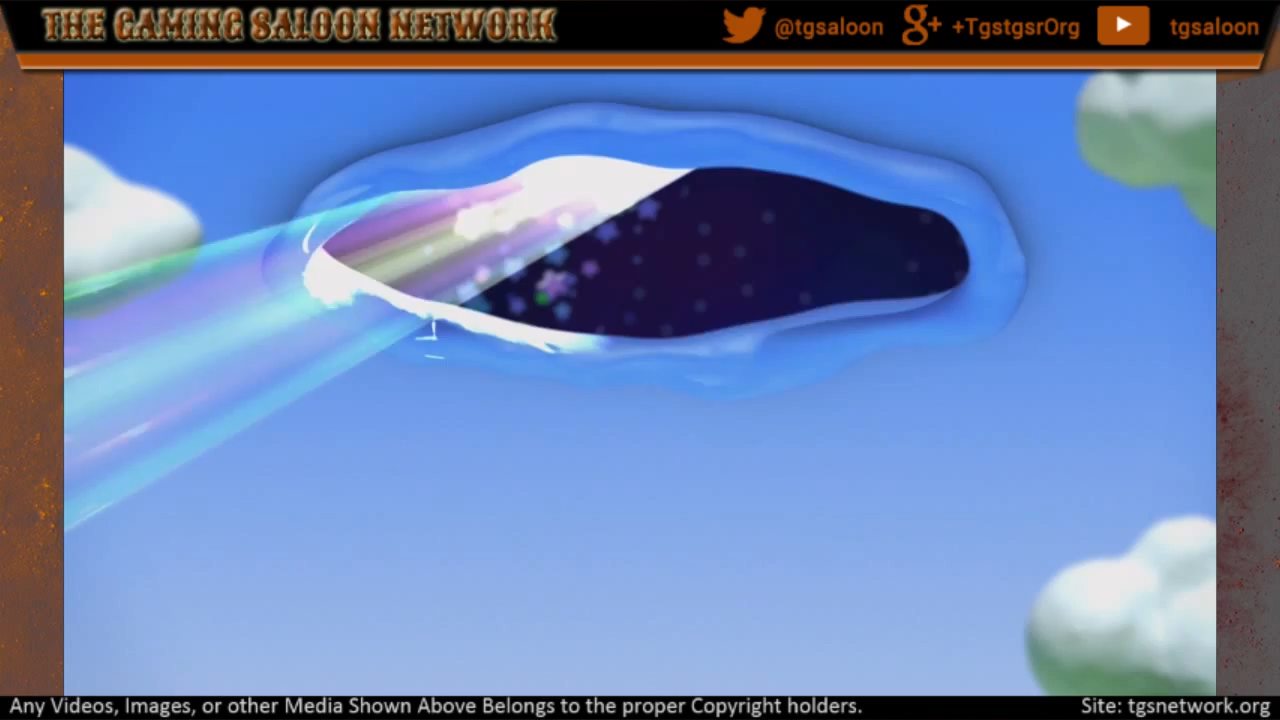 THE GAMING SALOON NETWORK
@tgsaloon
g+ +TgstgsrOrg
tgsaloon
Any Videos, Images, or other Media Shown Above Belongs to the proper Copyright holders.
Site: tgsnetwork.org